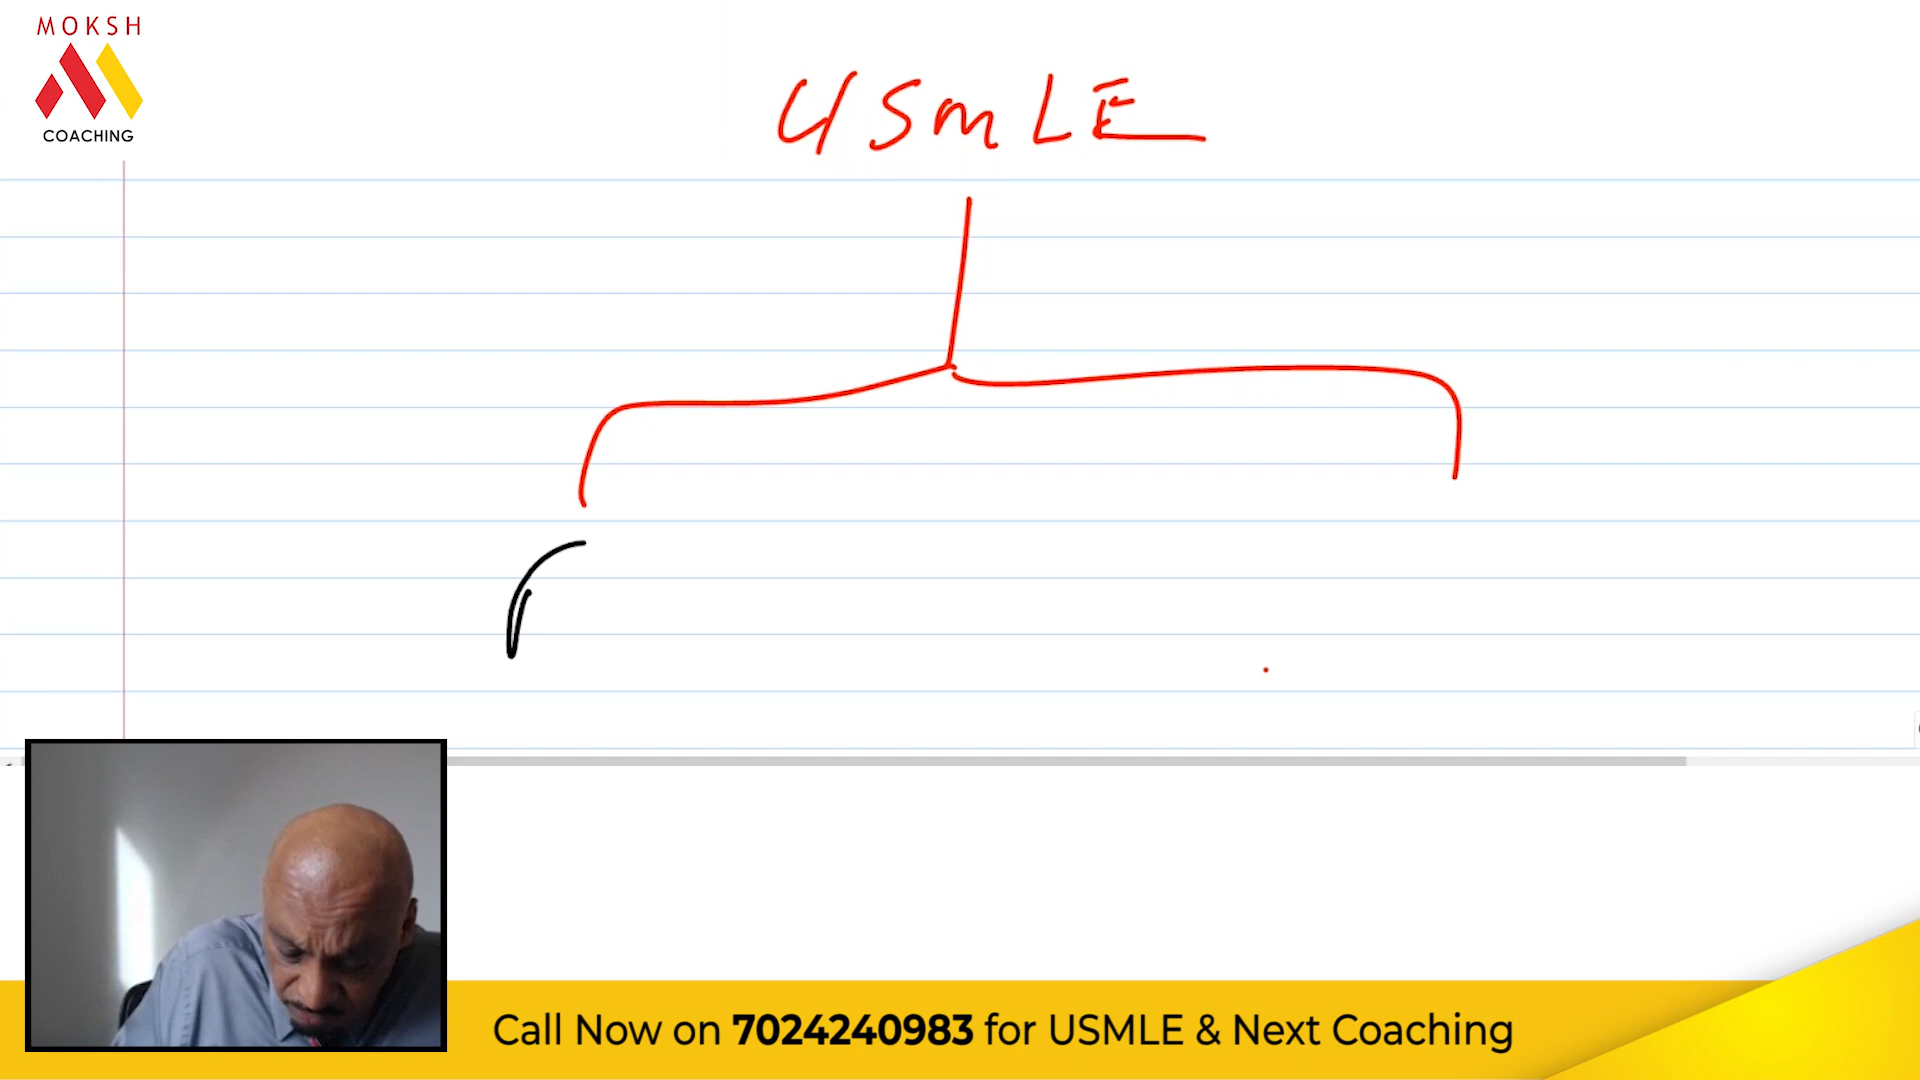 MOKSH
COACHING
USMLE
Call Now on 7024240983 for USMLE & Next Coaching